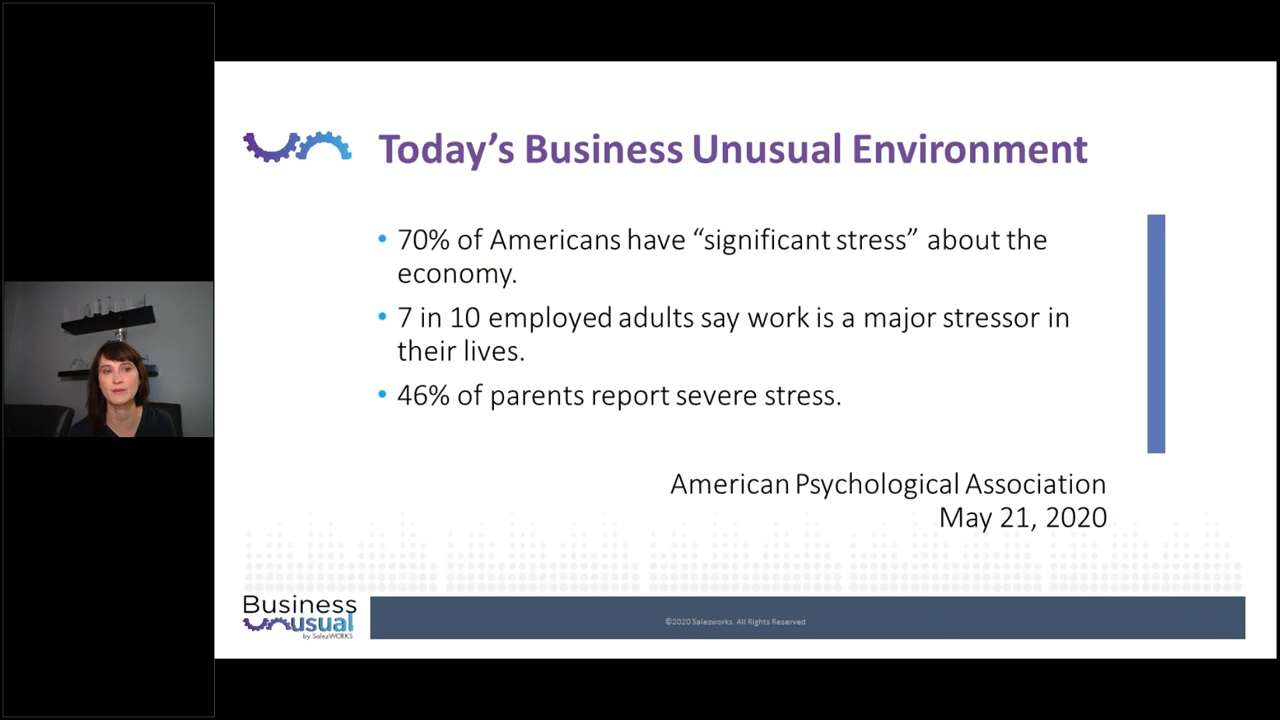 Today’s Business Unusual Environment
• 70% of Americans have “significant stress” about the
economy.
• 7 in 10 employed adults say work is a major stressor in
their lives.
• 46% of parents report severe stress.
American Psychological Association
May 21, 2020
Business
unusual
by SalezWORKS
©2020 Salezworks. All Rights Reserved